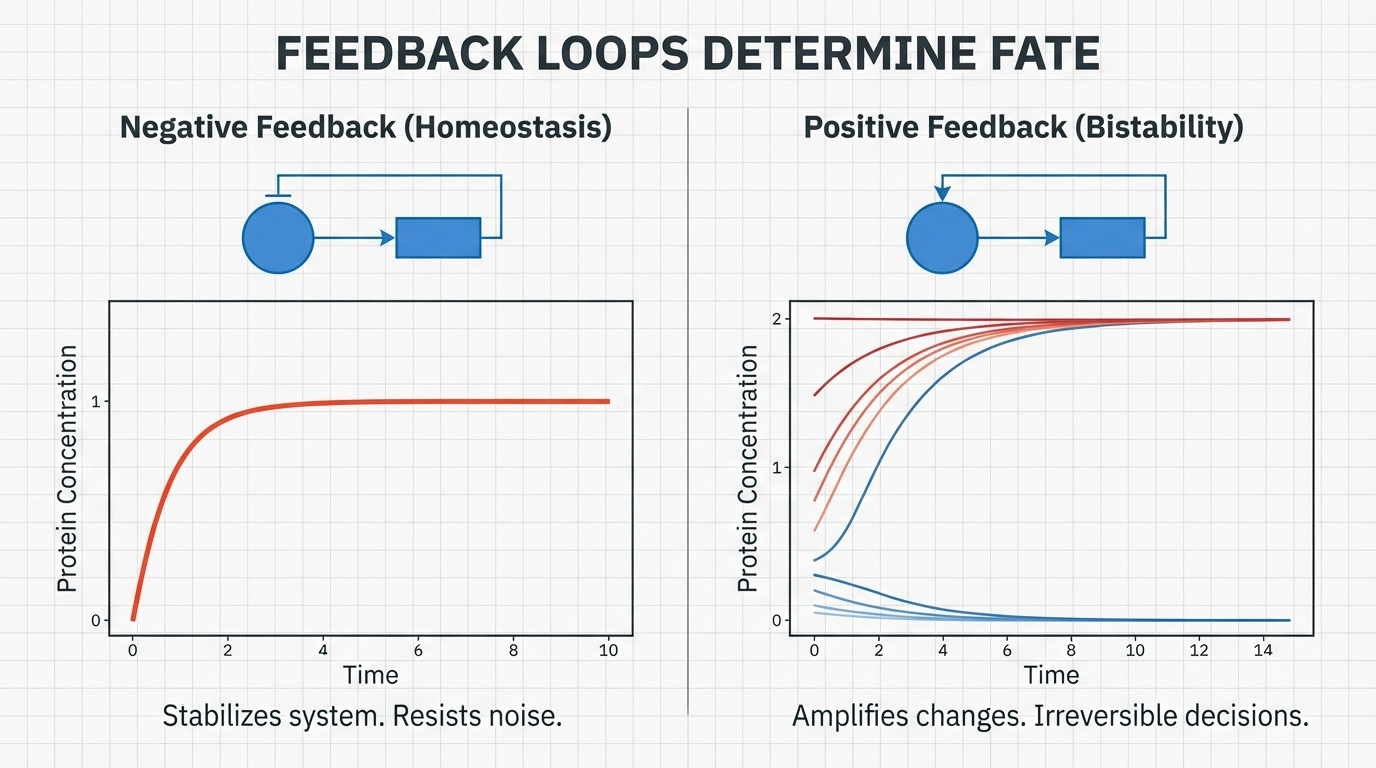 FEEDBACK LOOPS DETERMINE FATE
Negative Feedback (Homeostasis)
Protein Concentration
1
0
0 2 4 6 8 10
Time
Stabilizes system. Resists noise.
Positive Feedback (Bistability)
Protein Concentration
2
1
0
0 2 4 6 8 10 12 14
Time
Amplifies changes. Irreversible decisions.